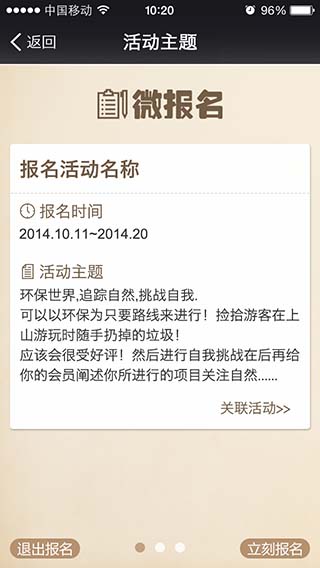 中国移动 10:20 96%
返回 活动主题
微报名
报名活动名称
报名时间
2014.10.11~2014.20
活动主题
环保世界,追踪自然,挑战自我.
可以以环保为只要路线来进行！捡拾游客在上
山游玩时随手扔掉的垃圾！
应该会很受好评！然后进行自我挑战在后再给
你的会员阐述你所进行的项目关注自然......
关联活动>>
退出报名 立刻报名